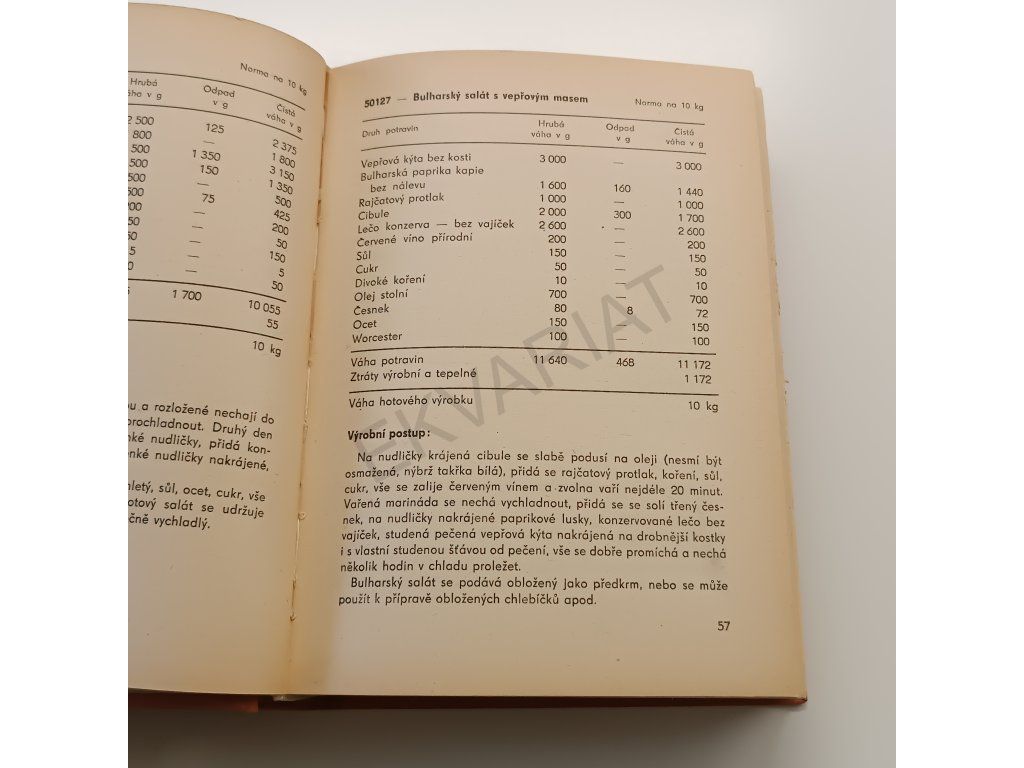 Norma na 10 kg
Hrubá Odpad Čistá
váha v g v g váha v g
2 500 125 2 375
800 — 1 800
500 1 350 3 150
500 150 1 350
500 — 500
500 75 425
— 200
50 — 50
— 150
50 — 5
50 — 50
1 700 10 055
55
10 kg
ou a rozložené nechají do
prochladnout. Druhý den
nké nudličky, přidá kon-
enké nudličky nakrájené,
mletý, sůl, ocet, cukr, vše
otový salát se udržuje
čně vychladlý.
50127 — Bulharský salát s vepřovým masem Norma na 10 kg
Druh potravin Hrubá váha v g Odpad v g Čistá váha v g
Vepřová kýta bez kosti 3 000 — 3 000
Bulharská paprika kapie
bez nálevu 1 600 160 1 440
Rajčatový protlak 1 000 — 1 000
Cibule 2 000 300 1 700
Lečo konzerva — bez vajíček 2 600 — 2 600
Červené víno přírodní 200 — 200
Sůl 150 — 150
Cukr 50 — 50
Divoké koření 10 — 10
Olej stolní 700 — 700
Česnek 80 8 72
Ocet 150 — 150
Worcester 100 — 100
Váha potravin 11 640 468 11 172
Ztráty výrobní a tepelné 1 172
Váha hotového výrobku 10 kg
Výrobní postup:
Na nudličky krájená cibule se slabě podusí na oleji (nesmí být
osmažená, nýbrž takřka bílá), přidá se rajčatový protlak, koření, sůl,
cukr, vše se zalije červeným vínem a zvolna vaří nejdéle 20 minut.
Vařená marináda se nechá vychladnout, přidá se se solí třený čes-
nek, na nudličky nakrájené paprikové lusky, konzervované lečo bez
vajíček, studená pečená vepřová kýta nakrájená na drobnější kostky
i s vlastní studenou šťávou od pečení, vše se dobře promíchá a nechá
několik hodin v chladu proležet.
Bulharský salát se podává obložený jako předkrm, nebo se může
použít k přípravě obložených chlebíčků apod.
57
EKVARIAT